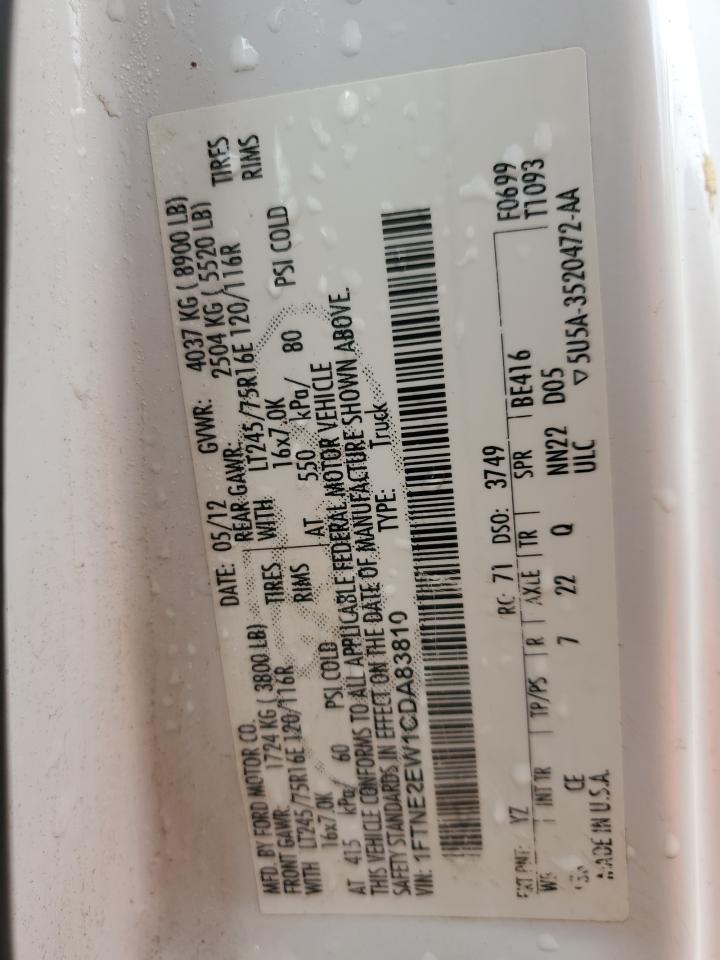 MFD. BY FORD MOTOR CO.
DATE: 05/12 GVWR: 4037 KG ( 8900 LB)
FRONT GAWR: 1724 KG ( 3800 LB) REAR GAWR: 2504 KG ( 5520 LB)
WITH LT245/75R16E 120/116R TIRES WITH LT245/75R16E 120/116R TIRES
16x7.0K RIMS 16x7.0K RIMS
AT 415 kPa/ 60 PSI COLD AT 550 kPa/ 80 PSI COLD
THIS VEHICLE CONFORMS TO ALL APPLICABLE FEDERAL MOTOR VEHICLE
SAFETY STANDARDS IN EFFECT ON THE DATE OF MANUFACTURE SHOWN ABOVE.
VIN: 1FTNE2EW1CDA83810 TYPE: Truck
EXT PNT: YZ RC: 71 DSO: 3749 F0699
INT TR TP/PS R AXLE TR SPR BE416 T1093
CE 7 22 Q NN22 D05
MADE IN U.S.A. ULC ▽ 5U5A-3520472-AA